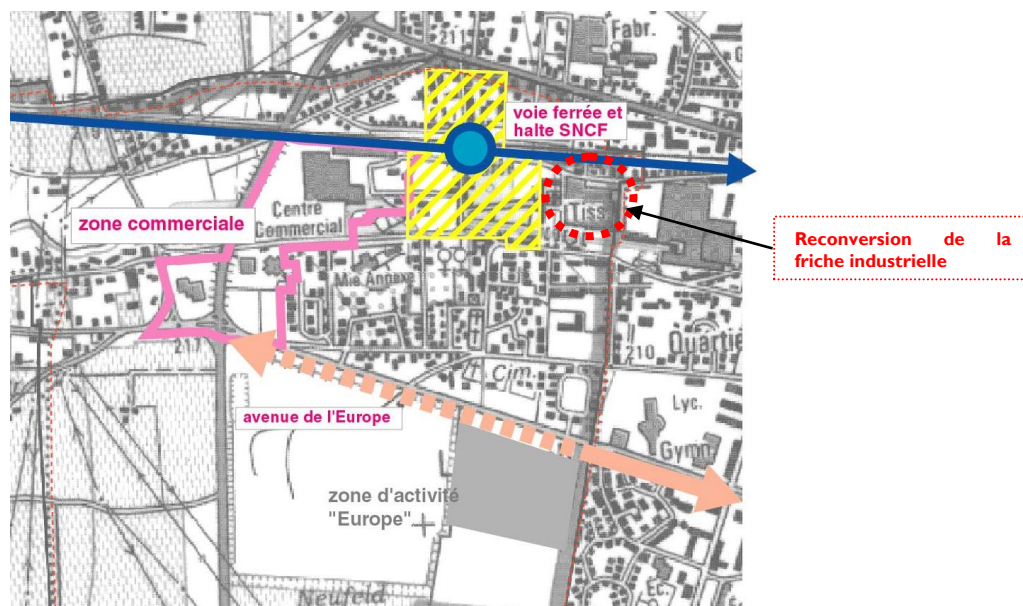 211
Fabr.
voie ferrée et
halte SNCF
zone commerciale
Centre
Commercial
Tiss.
Reconversion de la
friche industrielle
Mie Annexe
211
210
Quartie
Cim.
Lyc.
avenue de l'Europe
Gymn.
zone d'activité
"Europe"
Neufeld
Ec.